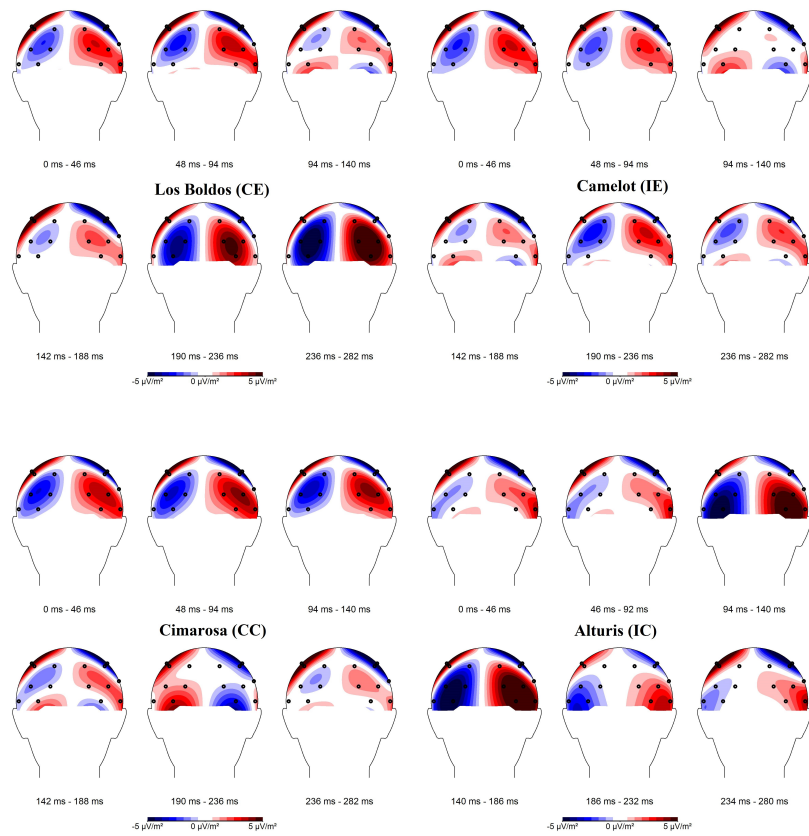 0 ms - 46 ms 48 ms - 94 ms 94 ms - 140 ms 0 ms - 46 ms 48 ms - 94 ms 94 ms - 140 ms
Los Boldos (CE) Camelot (IE)
142 ms - 188 ms 190 ms - 236 ms 236 ms - 282 ms 142 ms - 188 ms 190 ms - 236 ms 236 ms - 282 ms
-5 µV/m² 0 µV/m² 5 µV/m² -5 µV/m² 0 µV/m² 5 µV/m²
0 ms - 46 ms 48 ms - 94 ms 94 ms - 140 ms 0 ms - 46 ms 46 ms - 92 ms 94 ms - 140 ms
Cimarosa (CC) Alturis (IC)
142 ms - 188 ms 190 ms - 236 ms 236 ms - 282 ms 140 ms - 186 ms 186 ms - 232 ms 234 ms - 280 ms
-5 µV/m² 0 µV/m² 5 µV/m² -5 µV/m² 0 µV/m² 5 µV/m²